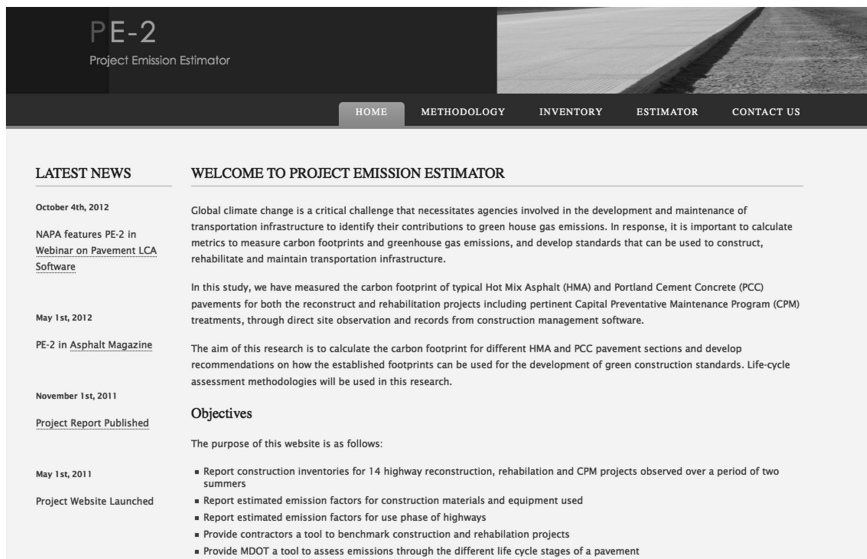 PE-2
Project Emission Estimator
HOME METHODOLOGY INVENTORY ESTIMATOR CONTACT US
LATEST NEWS
October 4th, 2012
NAPA features PE-2 in
Webinar on Pavement LCA
Software
May 1st, 2012
PE-2 in Asphalt Magazine
November 1st, 2011
Project Report Published
May 1st, 2011
Project Website Launched
WELCOME TO PROJECT EMISSION ESTIMATOR
Global climate change is a critical challenge that necessitates agencies involved in the development and maintenance of
transportation infrastructure to identify their contributions to green house gas emissions. In response, it is important to calculate
metrics to measure carbon footprints and greenhouse gas emissions, and develop standards that can be used to construct,
rehabilitate and maintain transportation infrastructure.
In this study, we have measured the carbon footprint of typical Hot Mix Asphalt (HMA) and Portland Cement Concrete (PCC)
pavements for both the reconstruct and rehabilitation projects including pertinent Capital Preventative Maintenance Program (CPM)
treatments, through direct site observation and records from construction management software.
The aim of this research is to calculate the carbon footprint for different HMA and PCC pavement sections and develop
recommendations on how the established footprints can be used for the development of green construction standards. Life-cycle
assessment methodologies will be used in this research.
Objectives
The purpose of this website is as follows:
▪ Report construction inventories for 14 highway reconstruction, rehabilation and CPM projects observed over a period of two
summers
▪ Report estimated emission factors for construction materials and equipment used
▪ Report estimated emission factors for use phase of highways
▪ Provide contractors a tool to benchmark construction and rehabilation projects
▪ Provide MDOT a tool to assess emissions through the different life cycle stages of a pavement